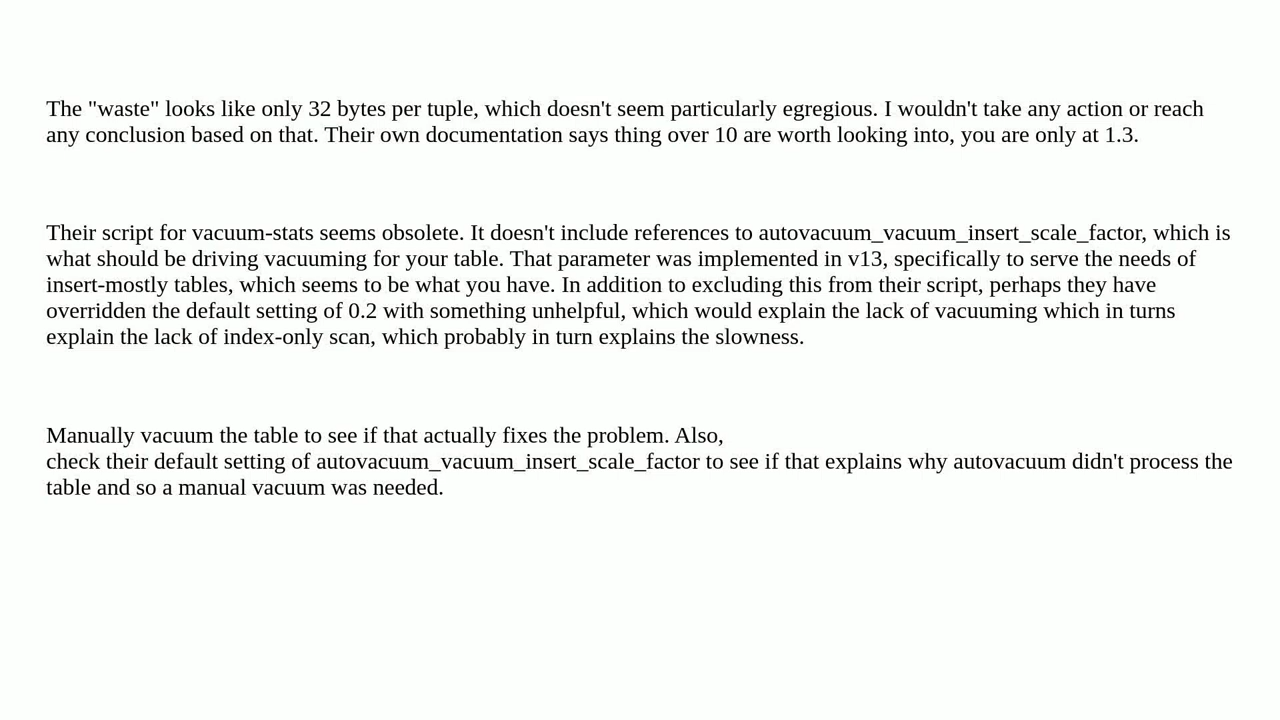 The "waste" looks like only 32 bytes per tuple, which doesn't seem particularly egregious. I wouldn't take any action or reach
any conclusion based on that. Their own documentation says thing over 10 are worth looking into, you are only at 1.3.
Their script for vacuum-stats seems obsolete. It doesn't include references to autovacuum_vacuum_insert_scale_factor, which is
what should be driving vacuuming for your table. That parameter was implemented in v13, specifically to serve the needs of
insert-mostly tables, which seems to be what you have. In addition to excluding this from their script, perhaps they have
overridden the default setting of 0.2 with something unhelpful, which would explain the lack of vacuuming which in turns
explain the lack of index-only scan, which probably in turn explains the slowness.
Manually vacuum the table to see if that actually fixes the problem. Also,
check their default setting of autovacuum_vacuum_insert_scale_factor to see if that explains why autovacuum didn't process the
table and so a manual vacuum was needed.